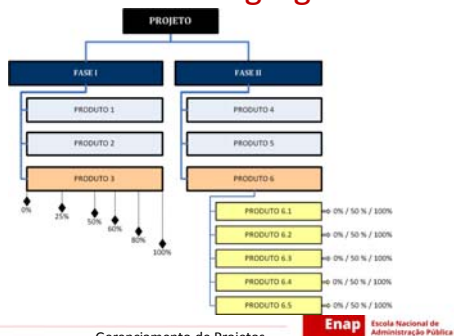 PROJETO
FASE I
FASE II
PRODUTO 1
PRODUTO 4
PRODUTO 2
PRODUTO 5
PRODUTO 3
PRODUTO 6
0%
25%
50%
60%
80%
100%
PRODUTO 6.1
0% / 50 % / 100%
PRODUTO 6.2
0% / 50 % / 100%
PRODUTO 6.3
0% / 50 % / 100%
PRODUTO 6.4
0% / 50 % / 100%
PRODUTO 6.5
0% / 50 % / 100%
Gerenciamento de Projetos
Enap
Escola Nacional de
Administração Pública